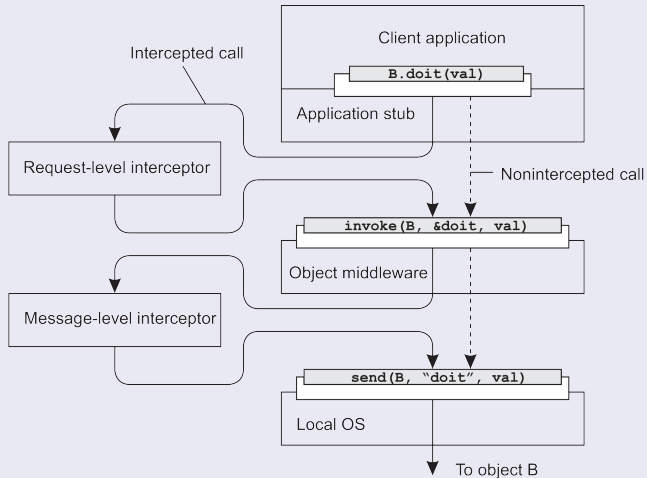 Client application
Intercepted call
B.doit(val)
Application stub
Request-level interceptor
Nonintercepted call
invoke(B, &doit, val)
Object middleware
Message-level interceptor
send(B, “doit”, val)
Local OS
To object B